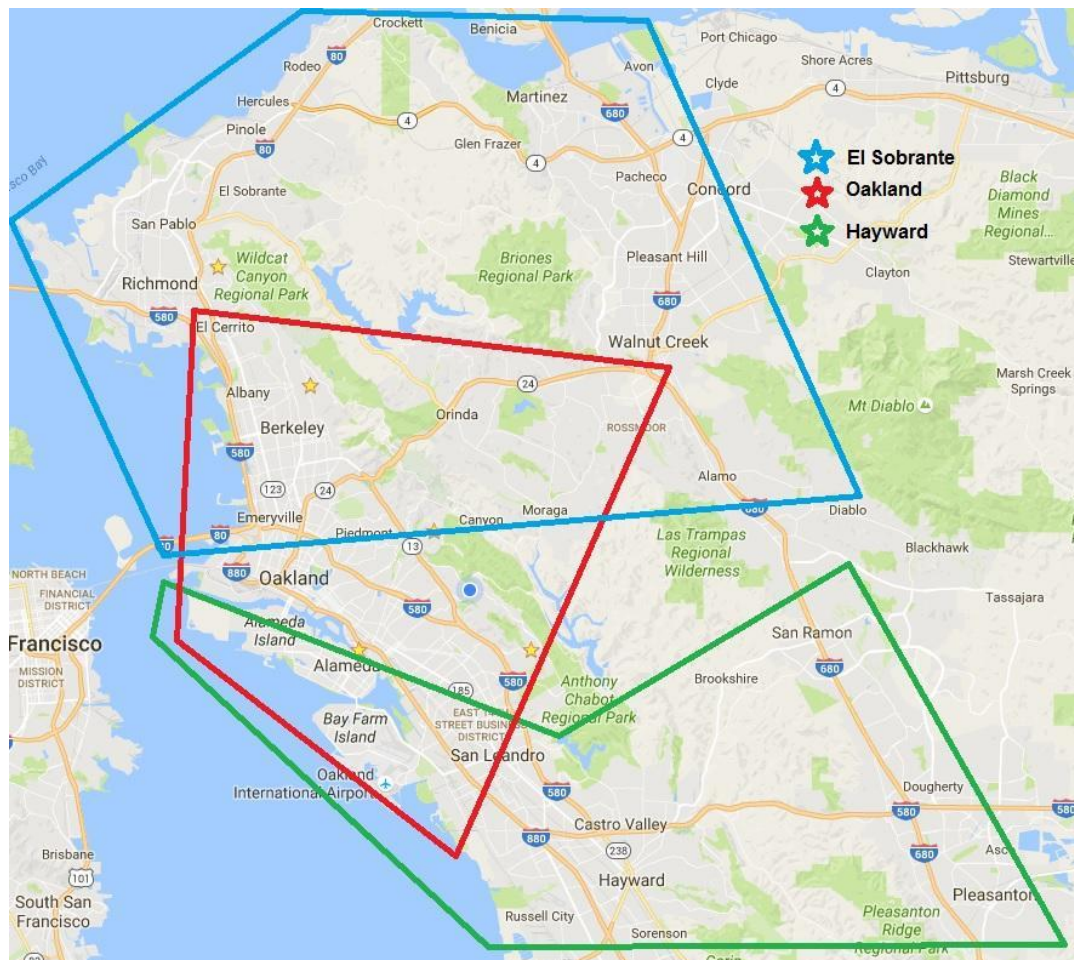 Crockett
Benicia
Port Chicago
80
Rodeo
Avon
Shore Acres
Clyde
Pittsburg
Hercules
Martinez
680
4
4
Pinole
Glen Frazer
4
4
80
El Sobrante
Pacheco
Concord
El Sobrante
Oakland
Hayward
Black
Diamond
Mines
Regional...
San Pablo
Wildcat
Canyon
Regional Park
Briones
Regional Park
Pleasant Hill
Clayton
Stewartville
Richmond
680
580
El Cerrito
Walnut Creek
24
Marsh Creek
Springs
Albany
Orinda
Mt Diablo
Berkeley
ROSSMOOR
580
Alamo
123
24
Emeryville
Canyon
Moraga
680
Diablo
80
Piedmont
13
Las Trampas
Regional
Wilderness
Blackhawk
NORTH BEACH
FINANCIAL
DISTRICT
880
Oakland
580
Tassajara
Alameda
Island
San Ramon
Francisco
MISSION
DISTRICT
Alameda
680
185
580
Anthony
Chabot
Regional Park
Brookshire
Bay Farm
Island
EAST 14TH
STREET BUSINESS
DISTRICT
San Leandro
Oakland
International Airport
580
Dougherty
580
580
Castro Valley
880
238
680
Brisbane
101
Hayward
Pleasanton
South San
Francisco
Russell City
Pleasanton
Ridge
Regional Park
Sorenson
82